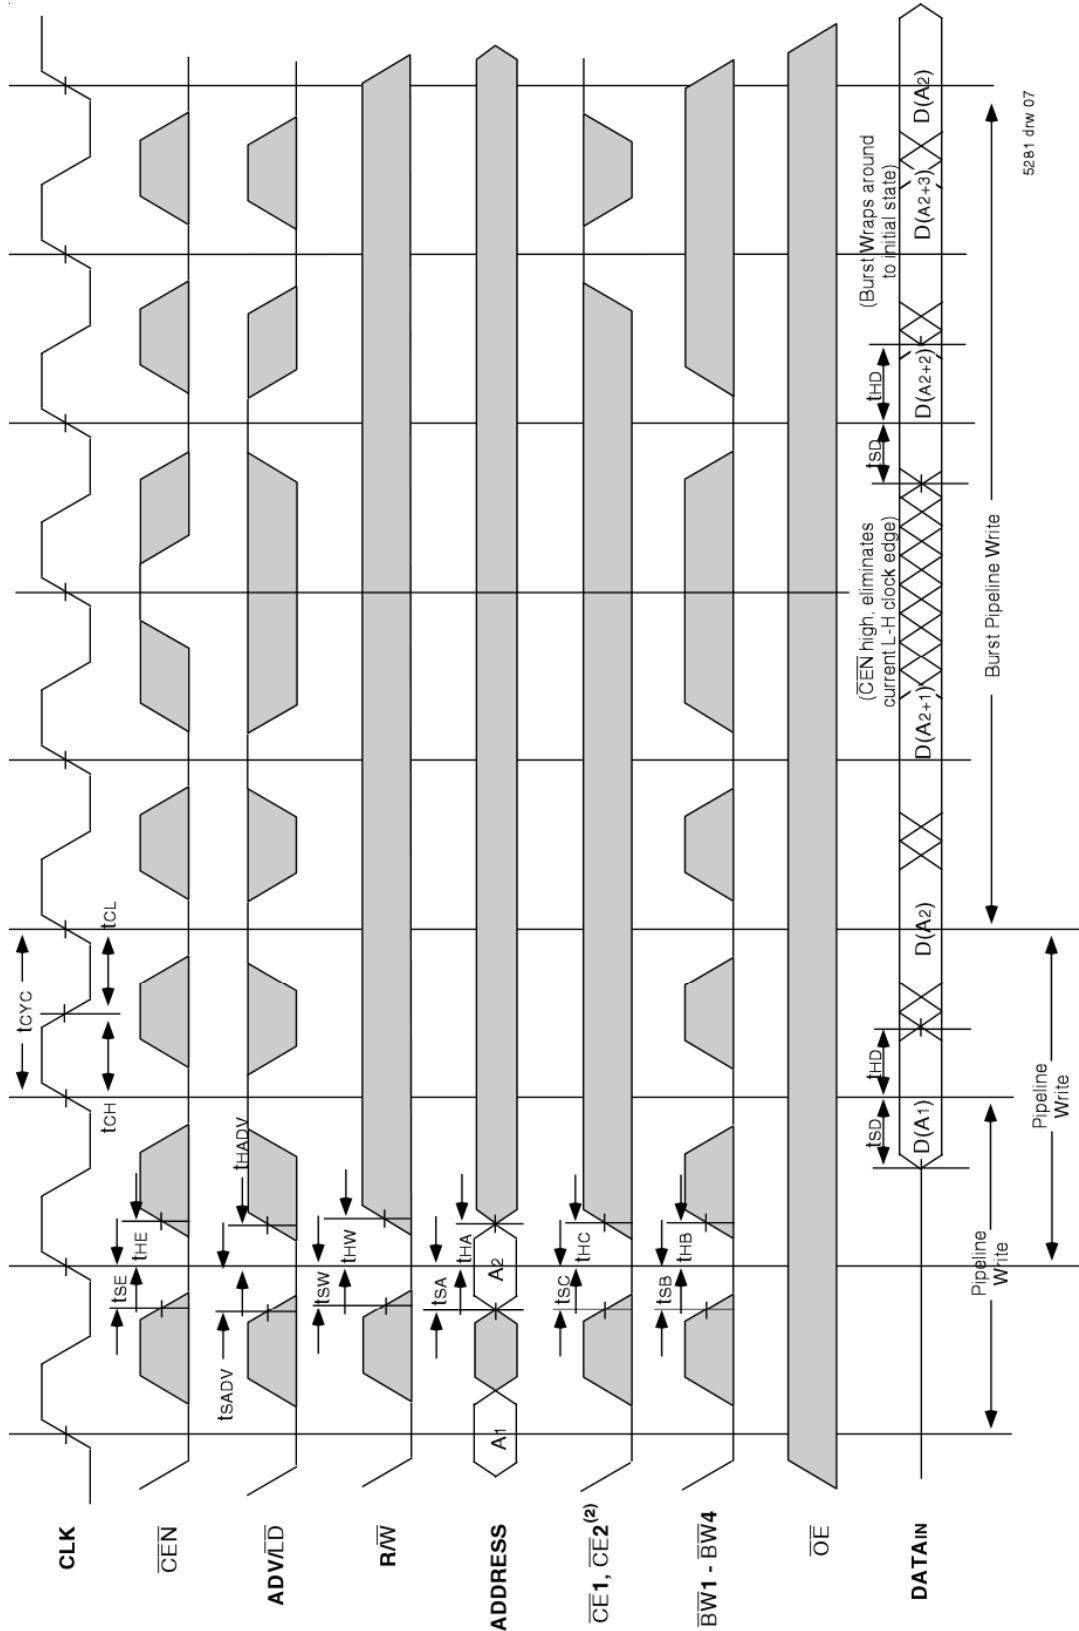 tCYC
tCH
tCL
CLK
tSE
tHE
CEN
tSADV
tHADV
ADV/LD
tSW
tHW
R/W
tSA
tHA
ADDRESS
A1
A2
tSC
tHC
CE1, CE2(2)
tSB
tHB
BW1 - BW4
OE
(CEN high, eliminates
current L-H clock edge)
(Burst Wraps around
to initial state)
tSD
tHD
tSD
tHD
DATAIN
D(A1)
D(A2)
D(A2+1)
D(A2+2)
D(A2+3)
D(A2)
Pipeline
Write
Burst Pipeline Write
Pipeline
Write
5281 drw 07